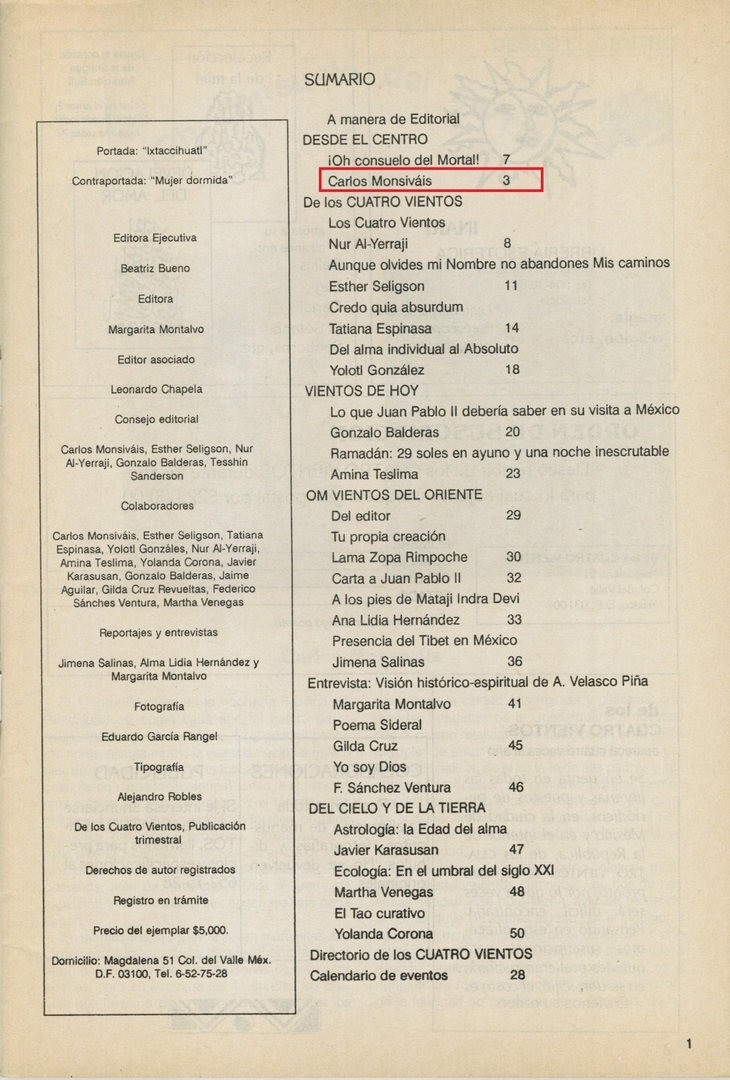 SUMARIO
Portada: "Ixtaccihuatl"
Contraportada: "Mujer dormida"
Editora Ejecutiva
Beatriz Bueno
Editora
Margarita Montalvo
Editor asociado
Leonardo Chapela
Consejo editorial
Carlos Monsiváis, Esther Seligson, Nur
Al-Yerraji, Gonzalo Balderas, Tesshin
Sanderson
Colaboradores
Carlos Monsiváis, Esther Seligson, Tatiana
Espinasa, Yolotl Gonzáles, Nur Al-Yerraji,
Amina Teslima, Yolanda Corona, Javier
Karasusan, Gonzalo Balderas, Jaime
Aguilar, Gilda Cruz Revueltas, Federico
Sánches Ventura, Martha Venegas
Reportajes y entrevistas
Jimena Salinas, Alma Lidia Hernández y
Margarita Montalvo
Fotografía
Eduardo García Rangel
Tipografía
Alejandro Robles
De los Cuatro Vientos, Publicación
trimestral
Derechos de autor registrados
Registro en trámite
Precio del ejemplar $5,000.
Domicilio: Magdalena 51 Col. del Valle Méx.
D.F. 03100, Tel. 6-52-75-28
A manera de Editorial
DESDE EL CENTRO
¡Oh consuelo del Mortal! 7
Carlos Monsiváis 3
De los CUATRO VIENTOS
Los Cuatro Vientos
Nur Al-Yerraji 8
Aunque olvides mi Nombre no abandones Mis caminos
Esther Seligson 11
Credo quia absurdum
Tatiana Espinasa 14
Del alma individual al Absoluto
Yolotl González 18
VIENTOS DE HOY
Lo que Juan Pablo II debería saber en su visita a México
Gonzalo Balderas 20
Ramadán: 29 soles en ayuno y una noche inescrutable
Amina Teslima 23
OM VIENTOS DEL ORIENTE
Del editor 29
Tu propia creación
Lama Zopa Rimpoche 30
Carta a Juan Pablo II 32
A los pies de Mataji Indra Devi
Ana Lidia Hernández 33
Presencia del Tibet en México
Jimena Salinas 36
Entrevista: Visión histórico-espiritual de A. Velasco Piña
Margarita Montalvo 41
Poema Sideral
Gilda Cruz 45
Yo soy Dios
F. Sánchez Ventura 46
DEL CIELO Y DE LA TIERRA
Astrología: la Edad del alma
Javier Karasusan 47
Ecología: En el umbral del siglo XXI
Martha Venegas 48
El Tao curativo
Yolanda Corona 50
Directorio de los CUATRO VIENTOS
Calendario de eventos 28
1